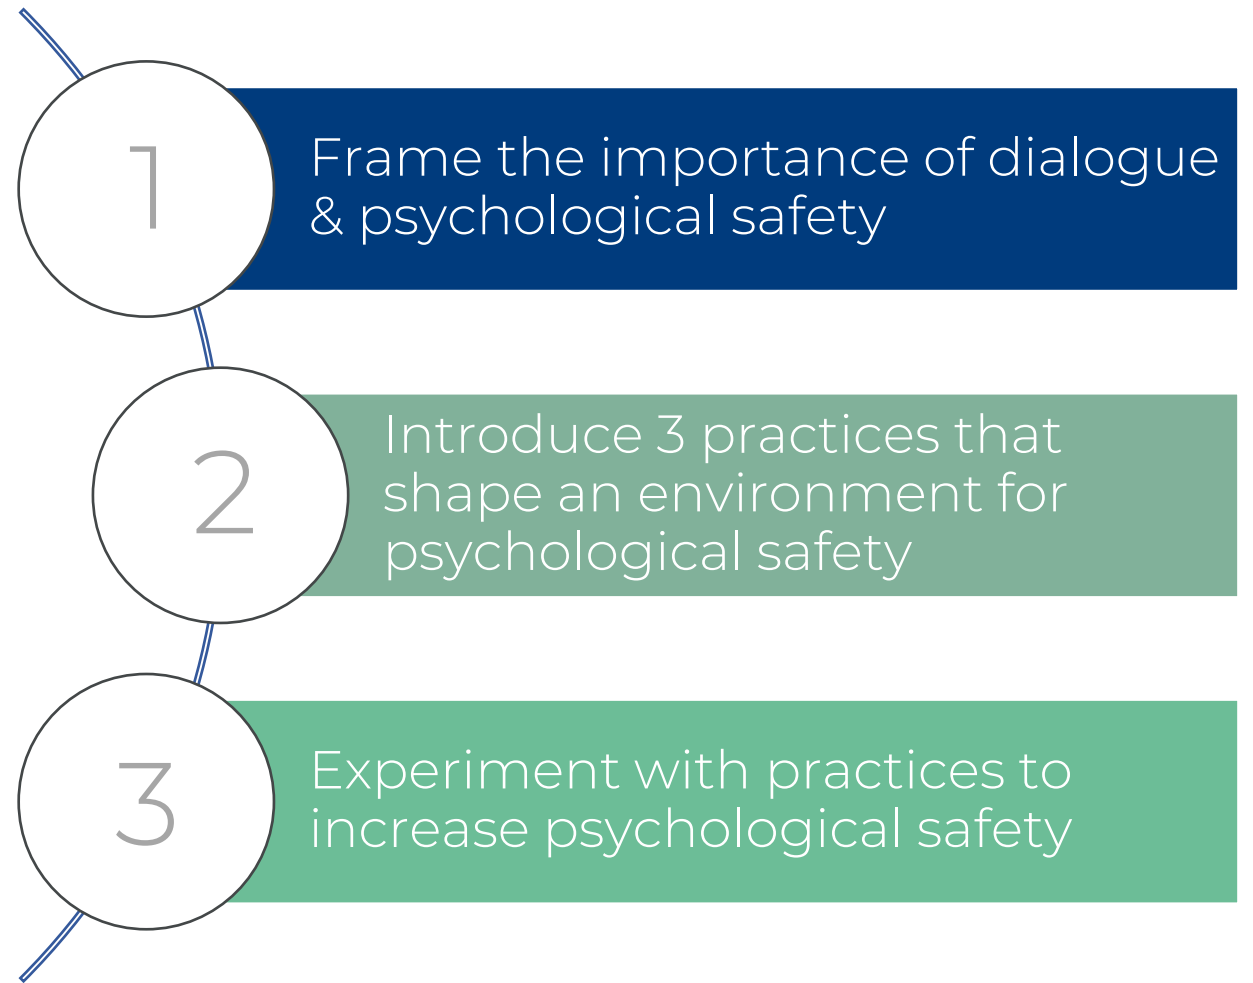 1
Frame the importance of dialogue
& psychological safety
2
Introduce 3 practices that
shape an environment for
psychological safety
3
Experiment with practices to
increase psychological safety